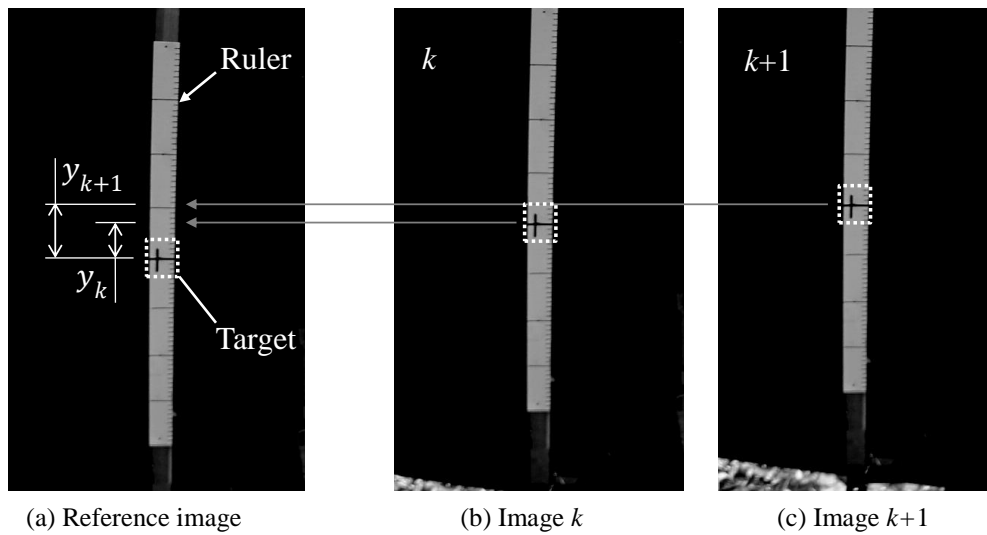 Ruler
k
k+1
y_{k+1}
y_k
Target
(a) Reference image
(b) Image k
(c) Image k+1